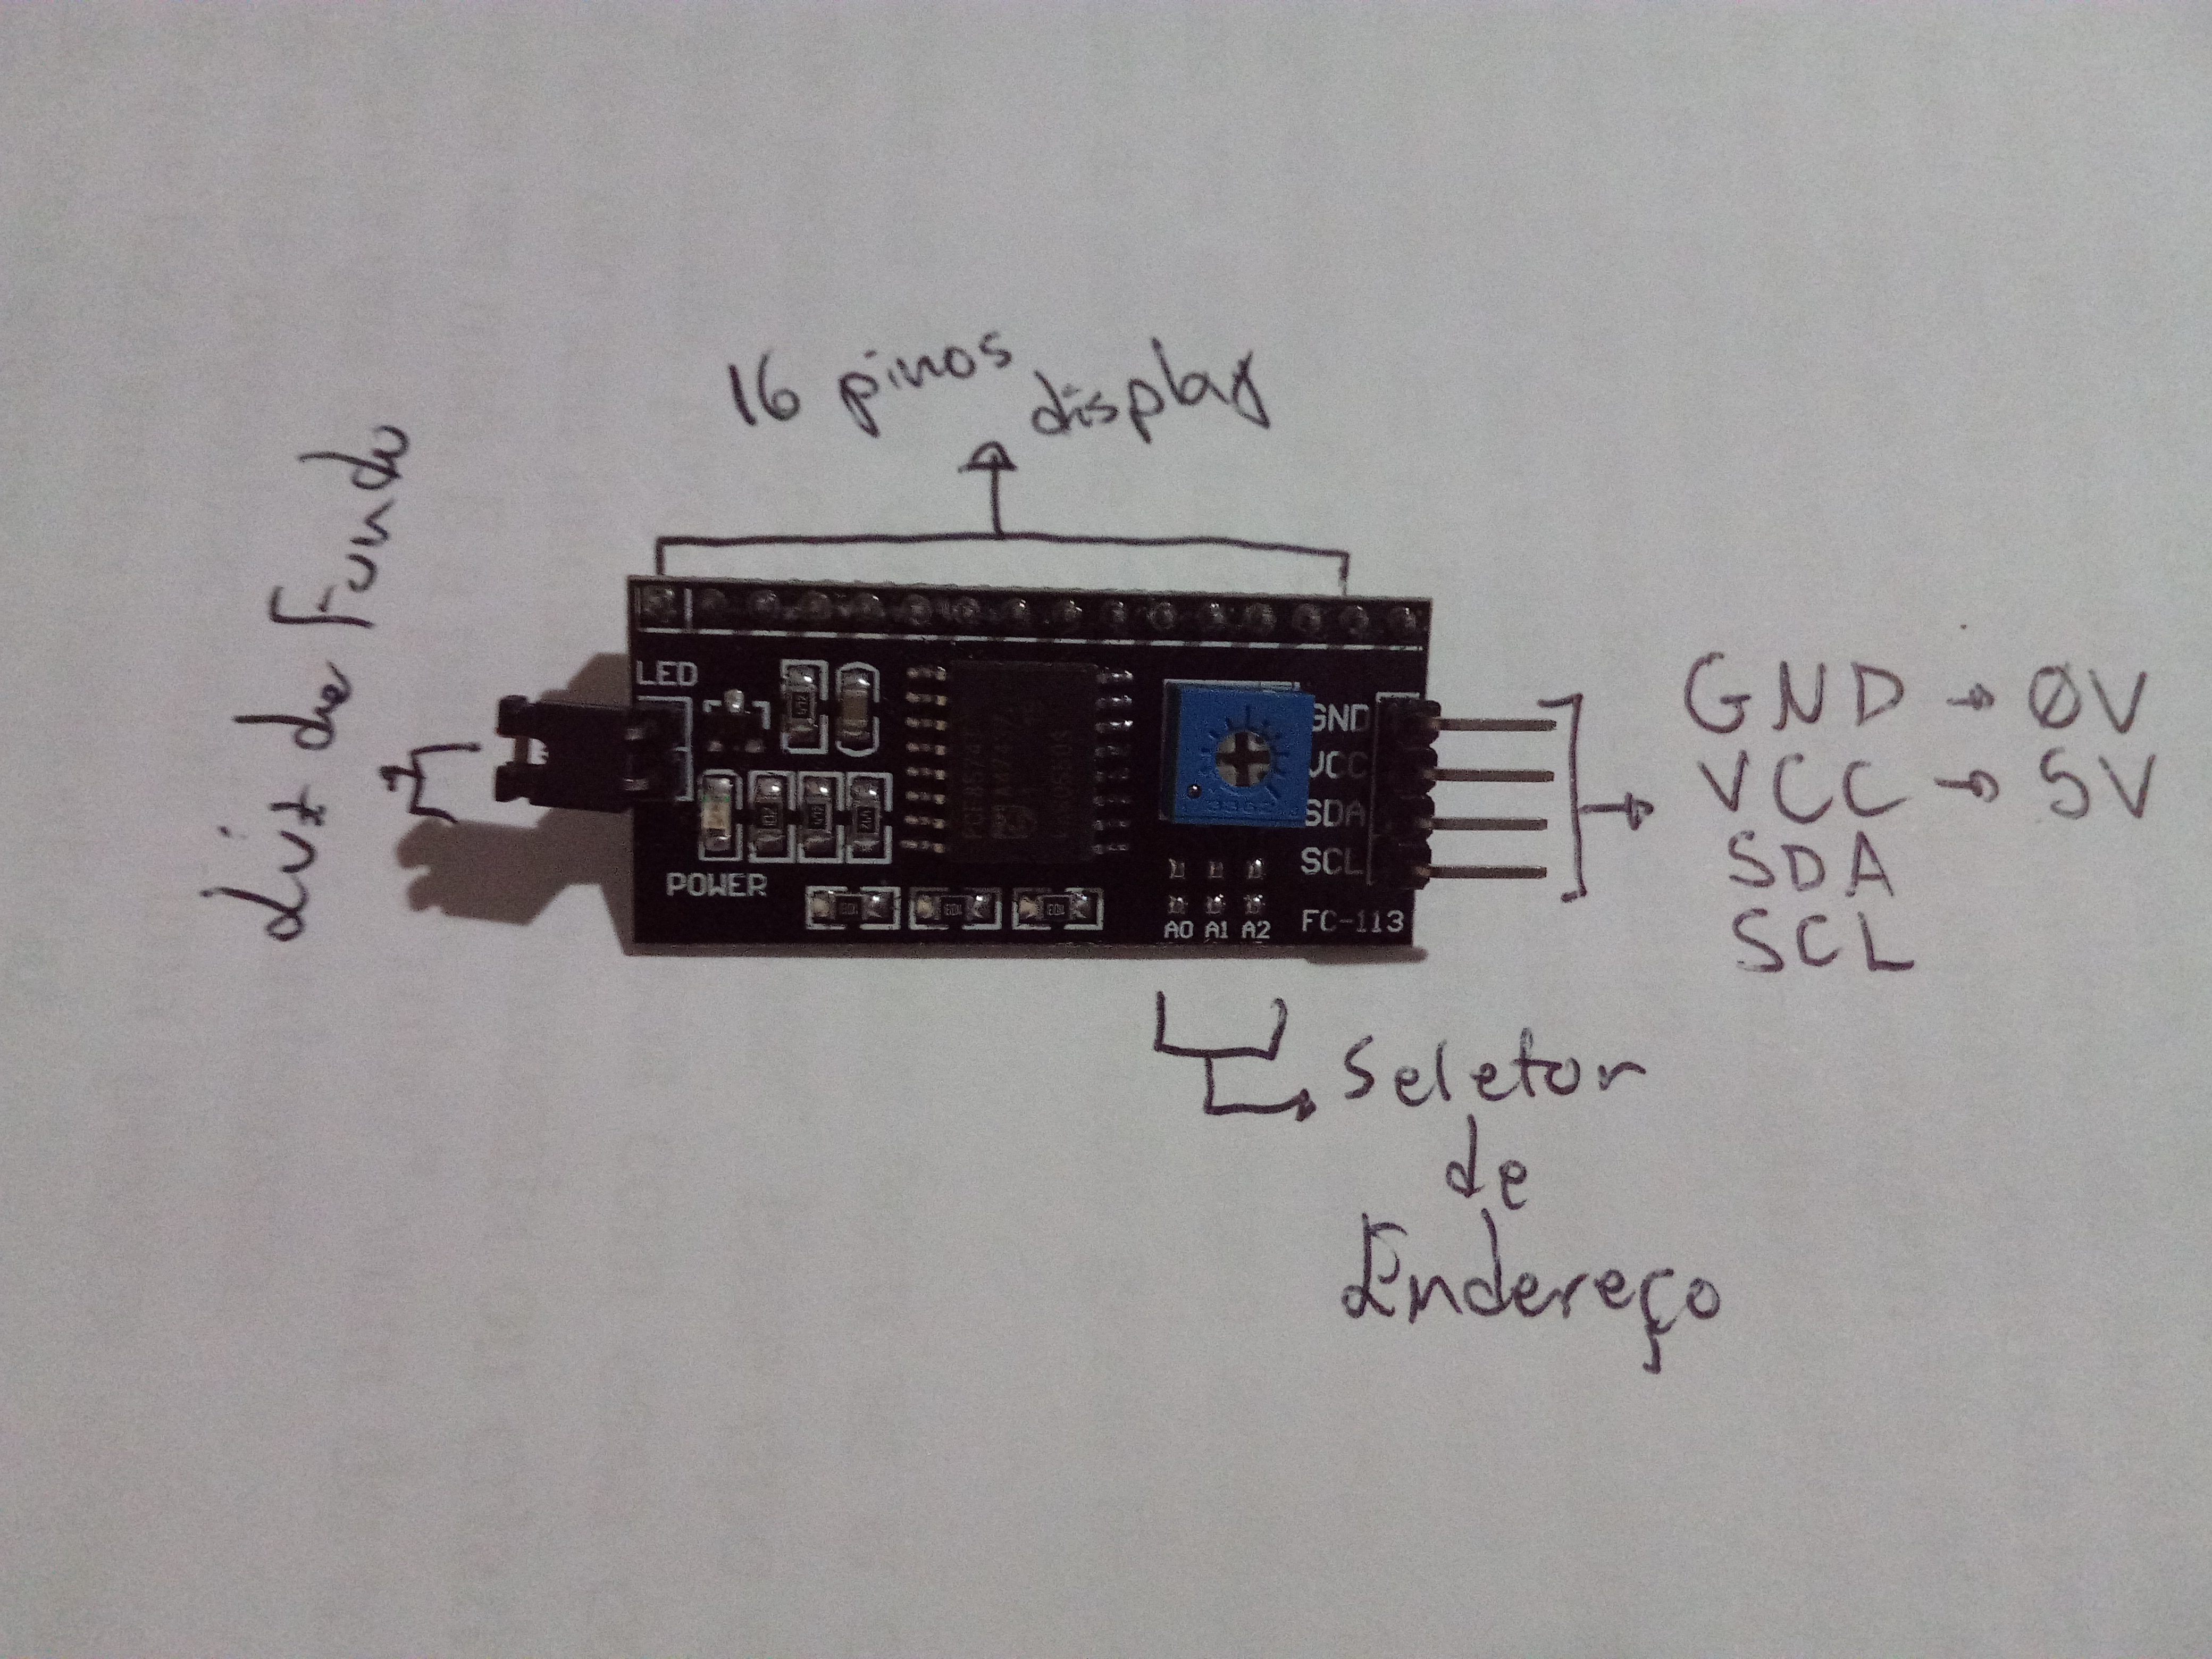 16 pinos display
Luz de Fundo
LED
GND
VCC
SDA
SCL
POWER
A0 A1 A2
FC-113
GND → 0V
VCC → 5V
SDA
SCL
Seletor
de
Endereço